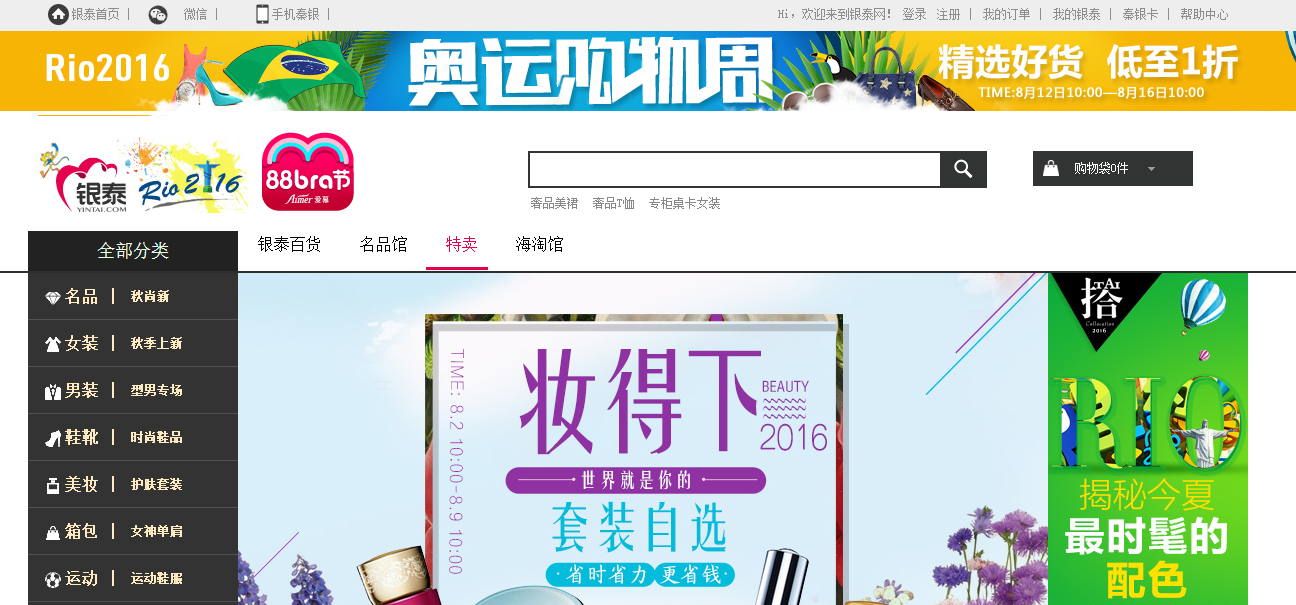 银泰首页 | 微信 | 手机秦银 | Hi，欢迎来到银泰网! 登录 注册 | 我的订单 | 我的银泰 | 秦银卡 | 帮助中心
Rio2016 奥运购物周 精选好货 低至1折
TIME:8月12日10:00—8月16日10:00
银泰 YINTAI.COM Rio 2016 88bra节 Aimer 爱慕
购物袋0件
奢品美裙 奢品T恤 专柜桌卡女装
全部分类 银泰百货 名品馆 特卖 海淘馆
名品 | 秋尚新
女装 | 秋季上新
男装 | 型男专场
鞋靴 | 时尚鞋品
美妆 | 护肤套装
箱包 | 女神单肩
运动 | 运动鞋服
TIME: 8.2 10:00-8.9 10:00
妆得下
BEAUTY
2016
世界就是你的
套装自选
·省时省力 更省钱·
拾
Collocation
2016
RIO
揭秘今夏
最时髦的
配色